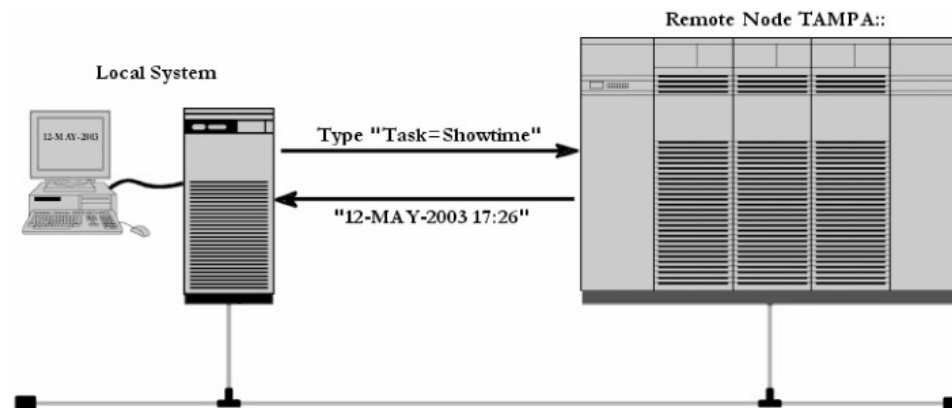 Remote Node TAMPA::
Local System
12-MAY-2003
Type "Task=Showtime"
"12-MAY-2003 17:26"